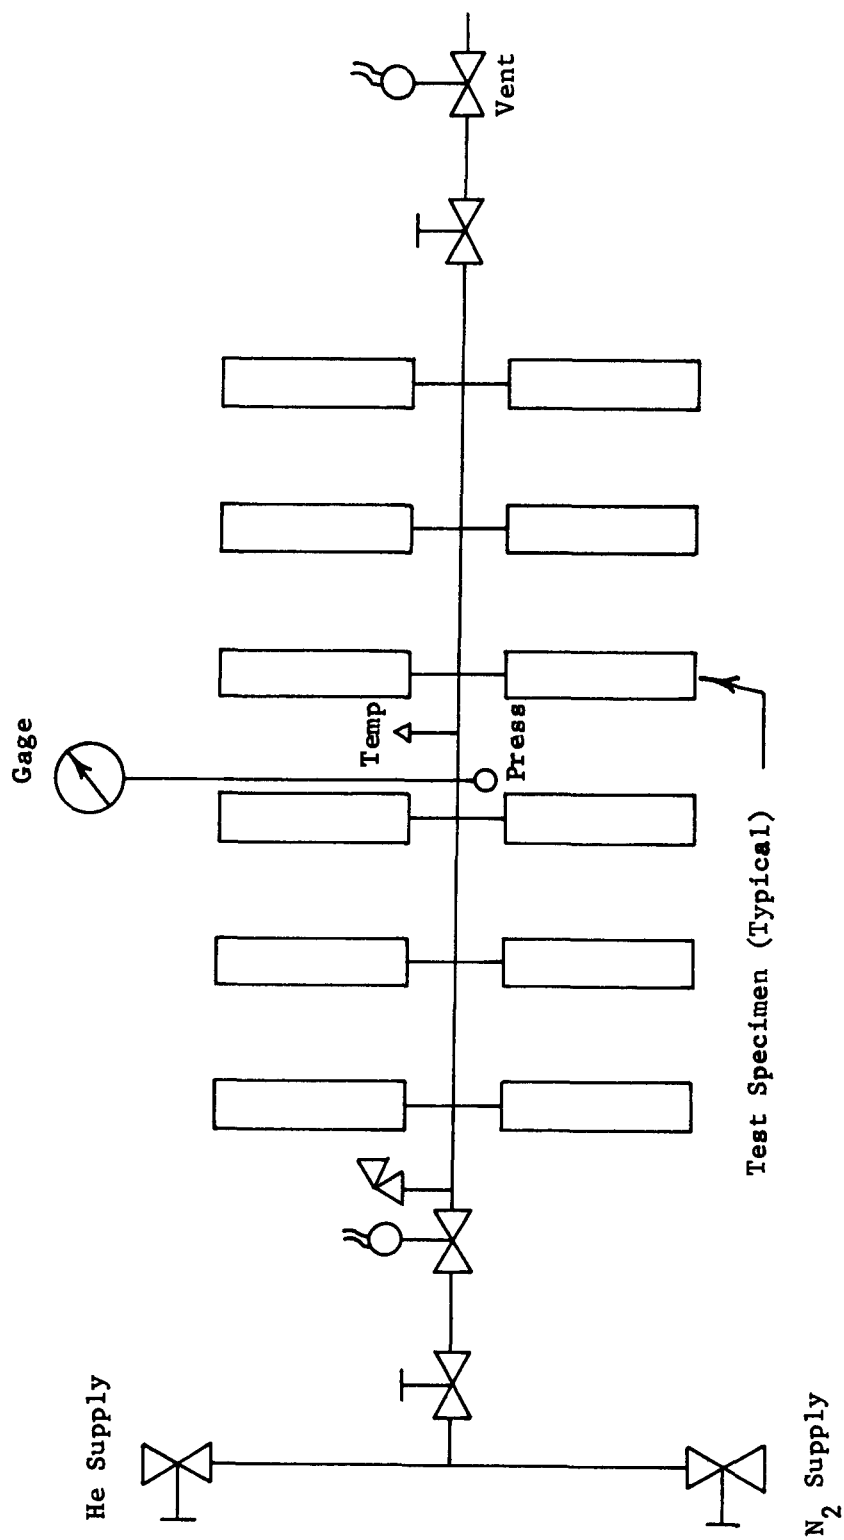 Vent
Gage
Temp
Press
Test Specimen (Typical)
He Supply
N2 Supply